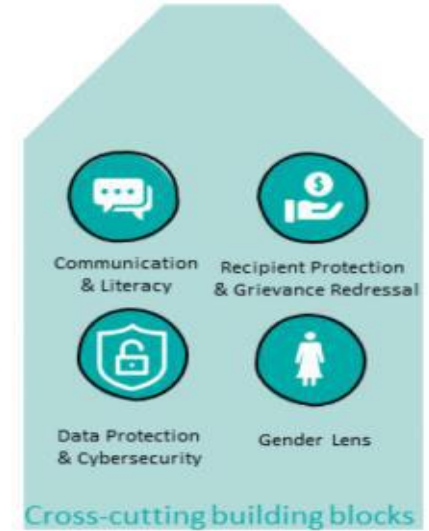 Communication
& Literacy
Recipient Protection
& Grievance Redressal
Data Protection
& Cybersecurity
Gender Lens
Cross-cutting building blocks